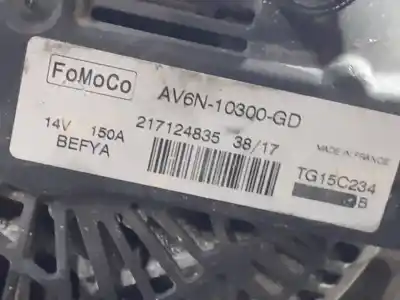 FoMoCo
AV6N-10300-GD
14V 150A 217124835 38/17
BEFYA
MADE IN FRANCE
TG15C234
B